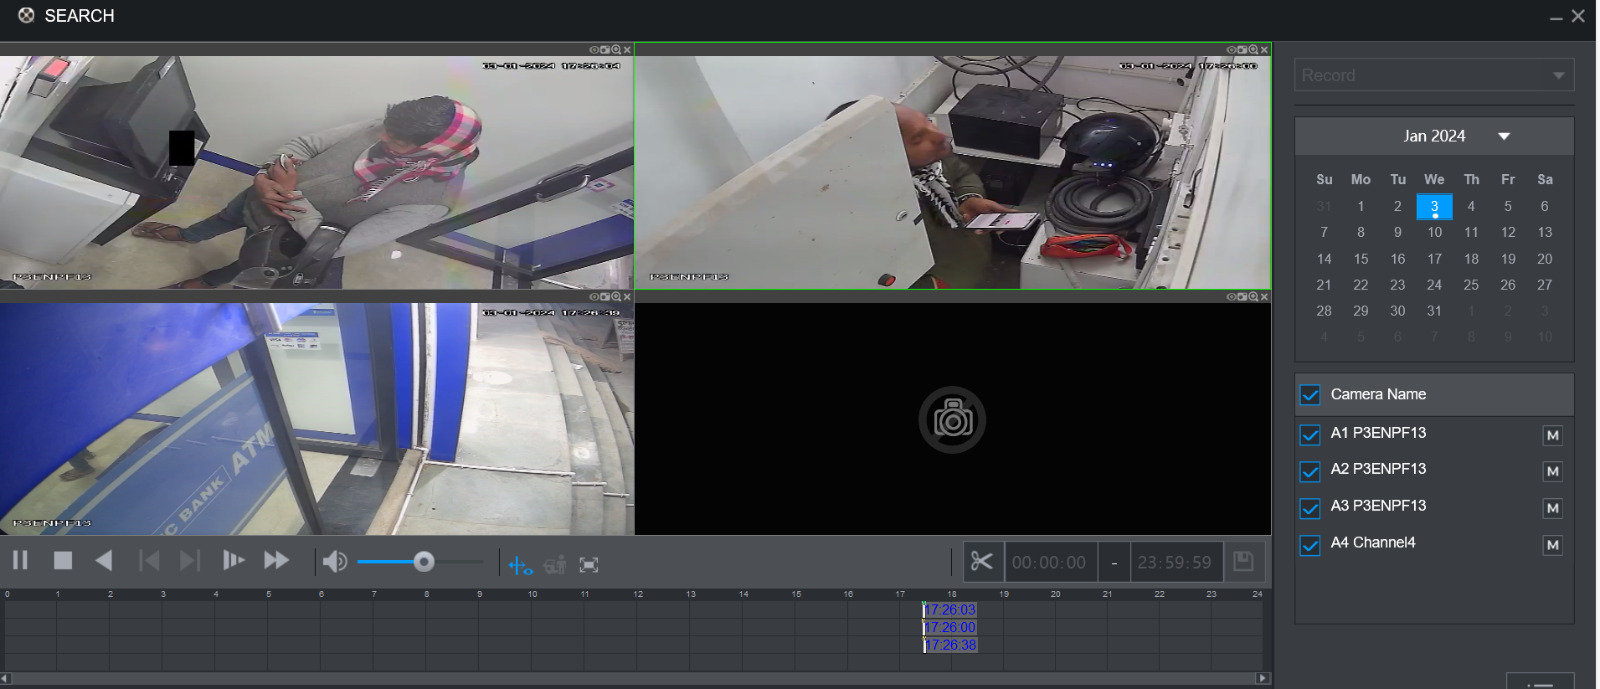 SEARCH
03-01-2024 17:26:04
P3ENPF13
03-01-2024 17:26:00
P3ENPF13
03-01-2024 17:26:39
IC BANK ATM
P3ENPF13
00:00:00 - 23:59:59
0 1 2 3 4 5 6 7 8 9 10 11 12 13 14 15 16 17 18 19 20 21 22 23 24
17:26:03
17:26:00
17:26:38
Record
Jan 2024
Su Mo Tu We Th Fr Sa
31 1 2 3 4 5 6
7 8 9 10 11 12 13
14 15 16 17 18 19 20
21 22 23 24 25 26 27
28 29 30 31 1 2 3
4 5 6 7 8 9 10
Camera Name
A1 P3ENPF13 M
A2 P3ENPF13 M
A3 P3ENPF13 M
A4 Channel4 M